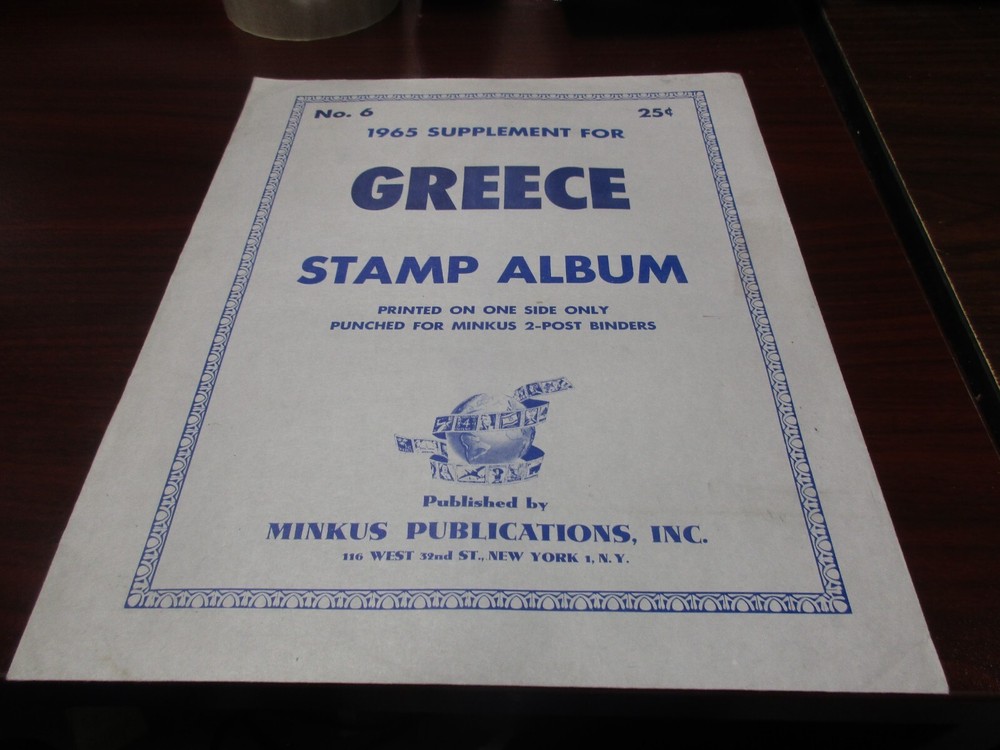 No. 6 25¢
1965 SUPPLEMENT FOR
GREECE
STAMP ALBUM
PRINTED ON ONE SIDE ONLY
PUNCHED FOR MINKUS 2-POST BINDERS
Published by
MINKUS PUBLICATIONS, INC.
116 WEST 32nd ST., NEW YORK 1, N. Y.